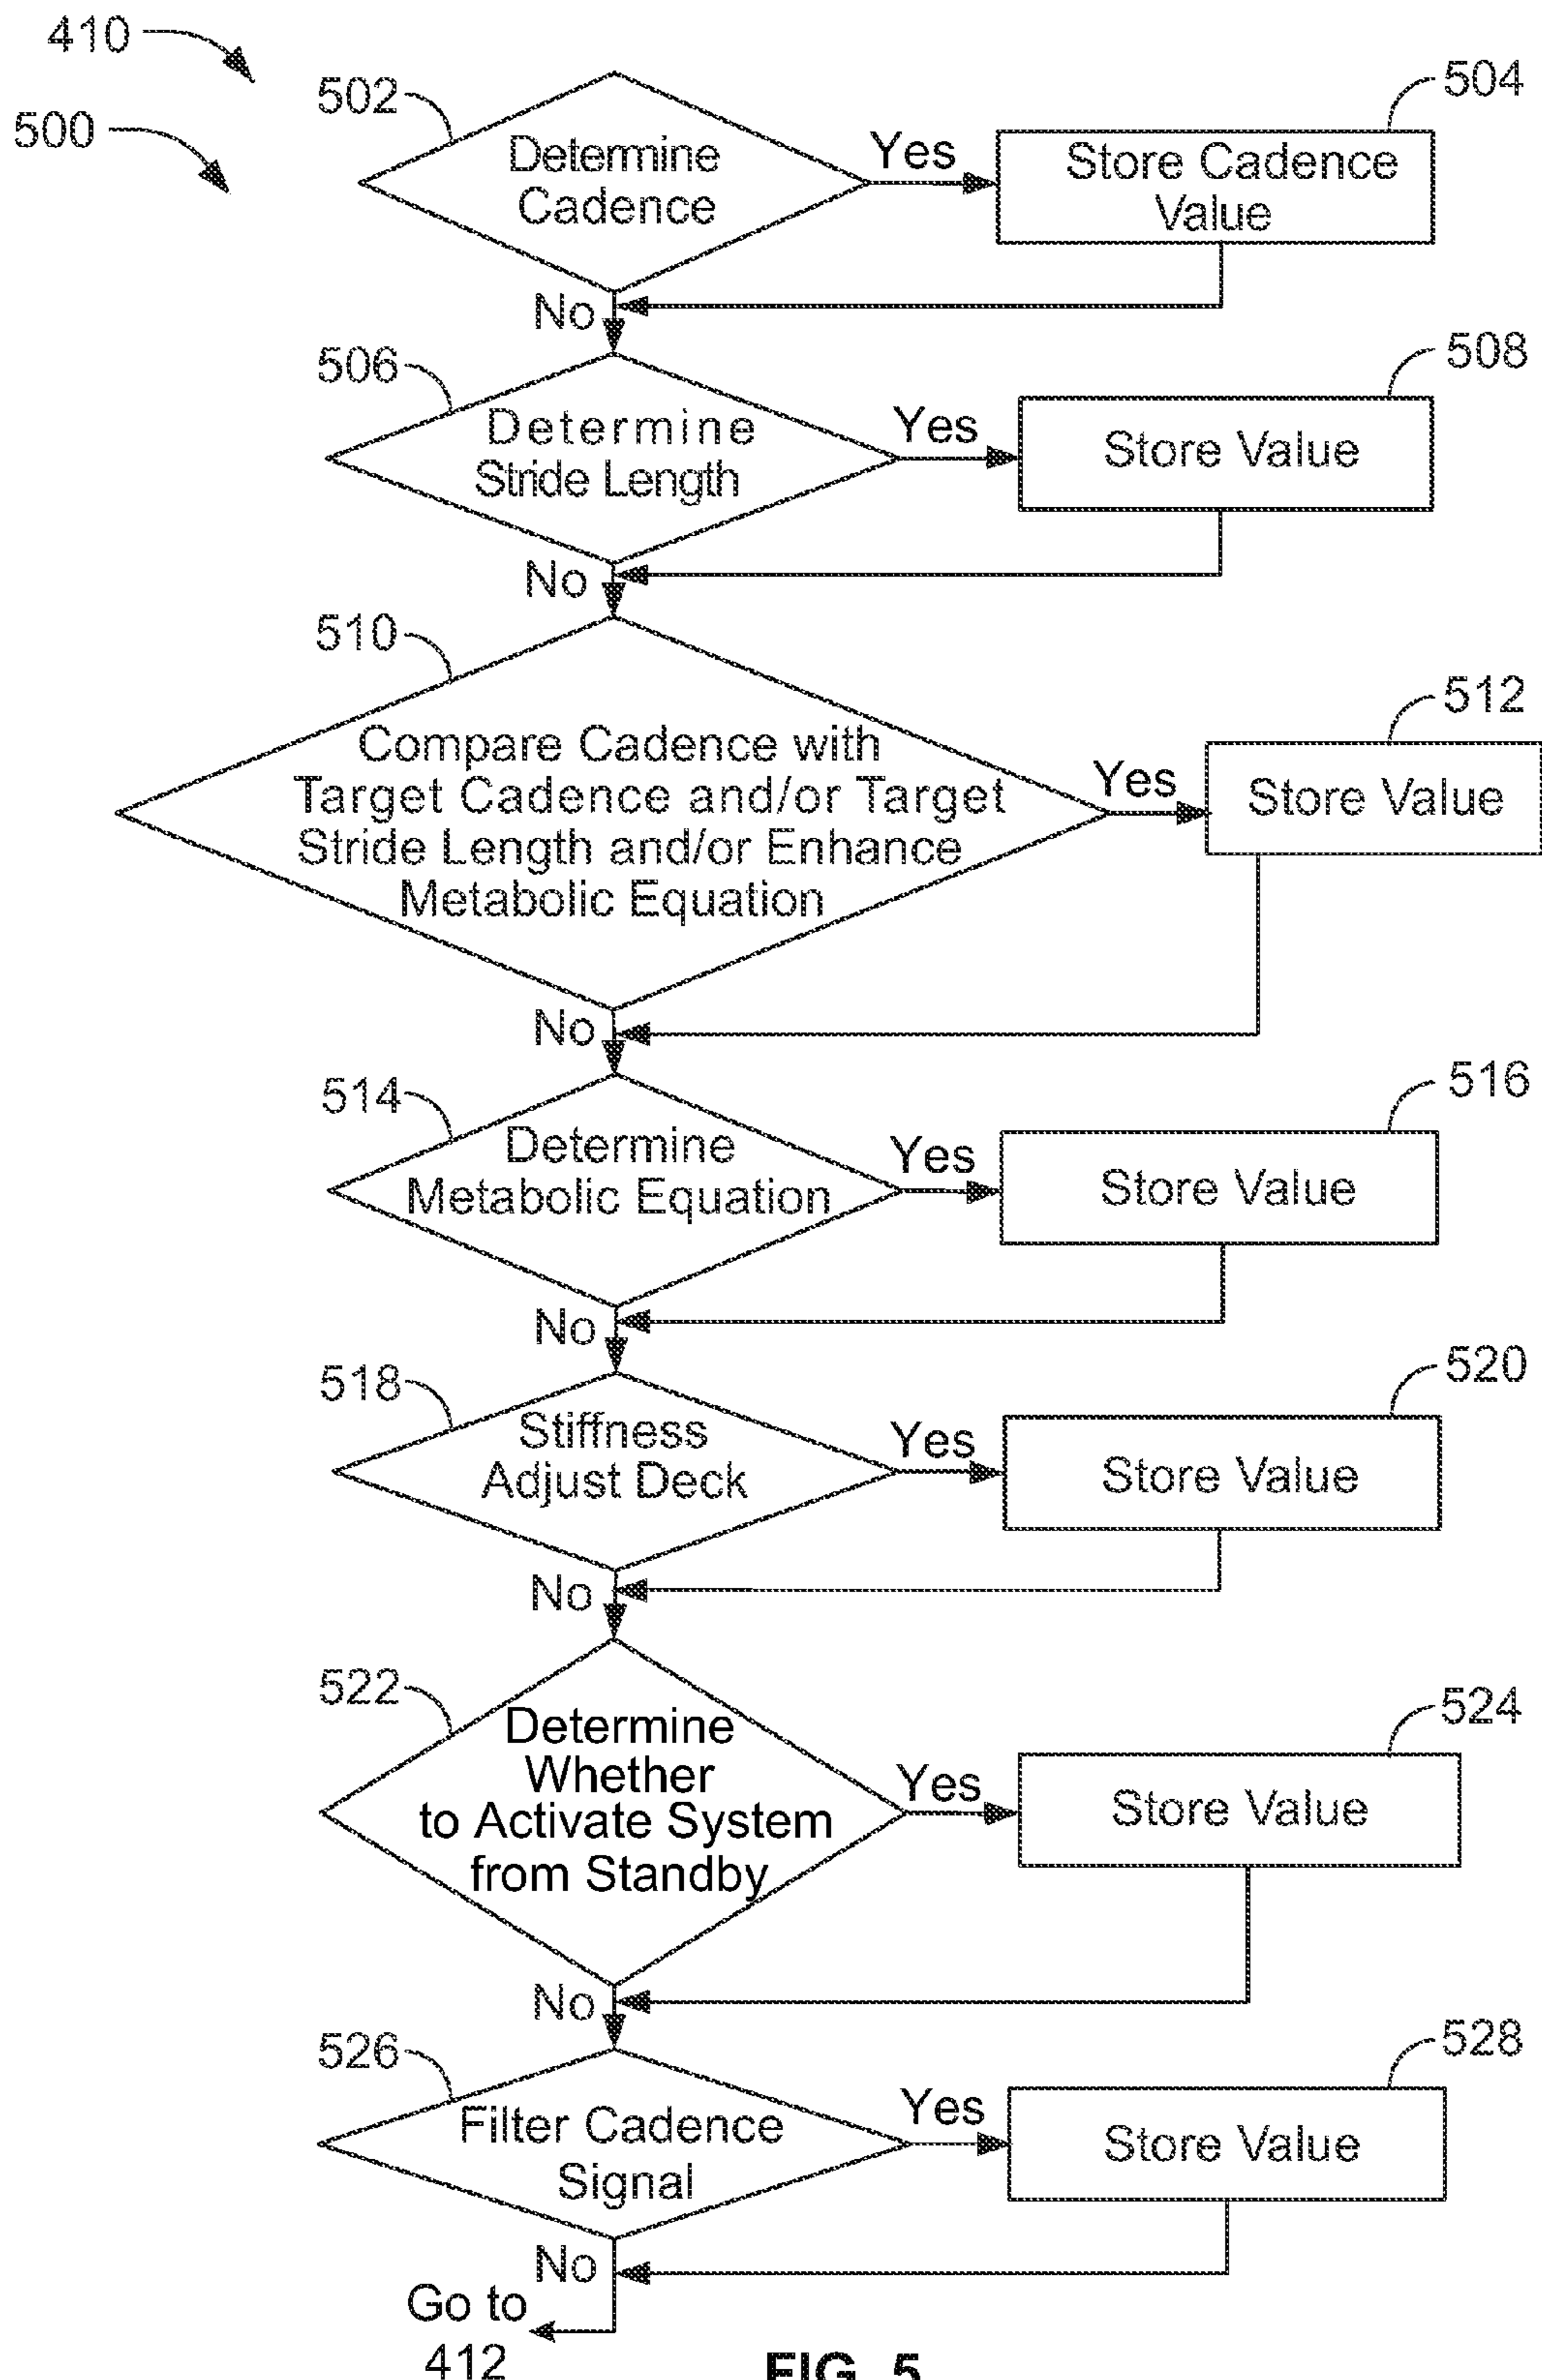 410
500
502
Determine
Cadence
Yes
504
Store Cadence
Value
No
506
Determine
Stride Length
Yes
508
Store Value
No
510
Compare Cadence with
Target Cadence and/or Target
Stride Length and/or Enhance
Metabolic Equation
Yes
512
Store Value
No
514
Determine
Metabolic Equation
Yes
516
Store Value
No
518
Stiffness
Adjust Deck
Yes
520
Store Value
No
522
Determine
Whether
to Activate System
from Standby
Yes
524
Store Value
No
526
Filter Cadence
Signal
Yes
528
Store Value
No
Go to
412
FIG. 5